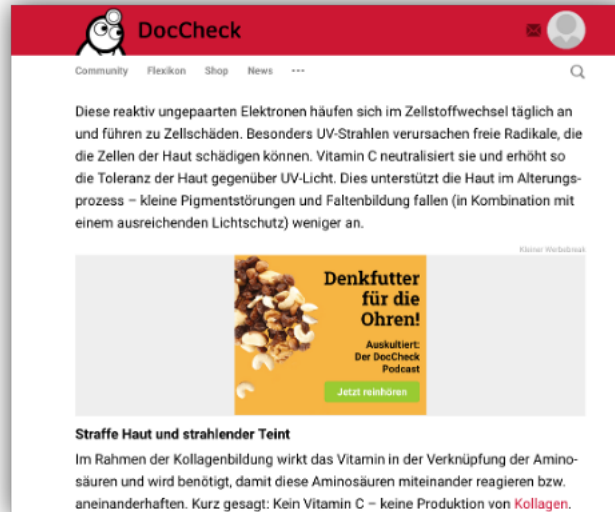 DocCheck
Community Flexikon Shop News ...
Diese reaktiv ungepaarten Elektronen häufen sich im Zellstoffwechsel täglich an
und führen zu Zellschäden. Besonders UV-Strahlen verursachen freie Radikale, die
die Zellen der Haut schädigen können. Vitamin C neutralisiert sie und erhöht so
die Toleranz der Haut gegenüber UV-Licht. Dies unterstützt die Haut im Alterungs-
prozess – kleine Pigmentstörungen und Faltenbildung fallen (in Kombination mit
einem ausreichenden Lichtschutz) weniger an.
Kleiner Werbebreak
Denkfutter
für die
Ohren!
Auskultiert:
Der DocCheck
Podcast
Jetzt reinhören
Straffe Haut und strahlender Teint
Im Rahmen der Kollagenbildung wirkt das Vitamin in der Verknüpfung der Amino-
säuren und wird benötigt, damit diese Aminosäuren miteinander reagieren bzw.
aneinanderhaften. Kurz gesagt: Kein Vitamin C – keine Produktion von Kollagen.